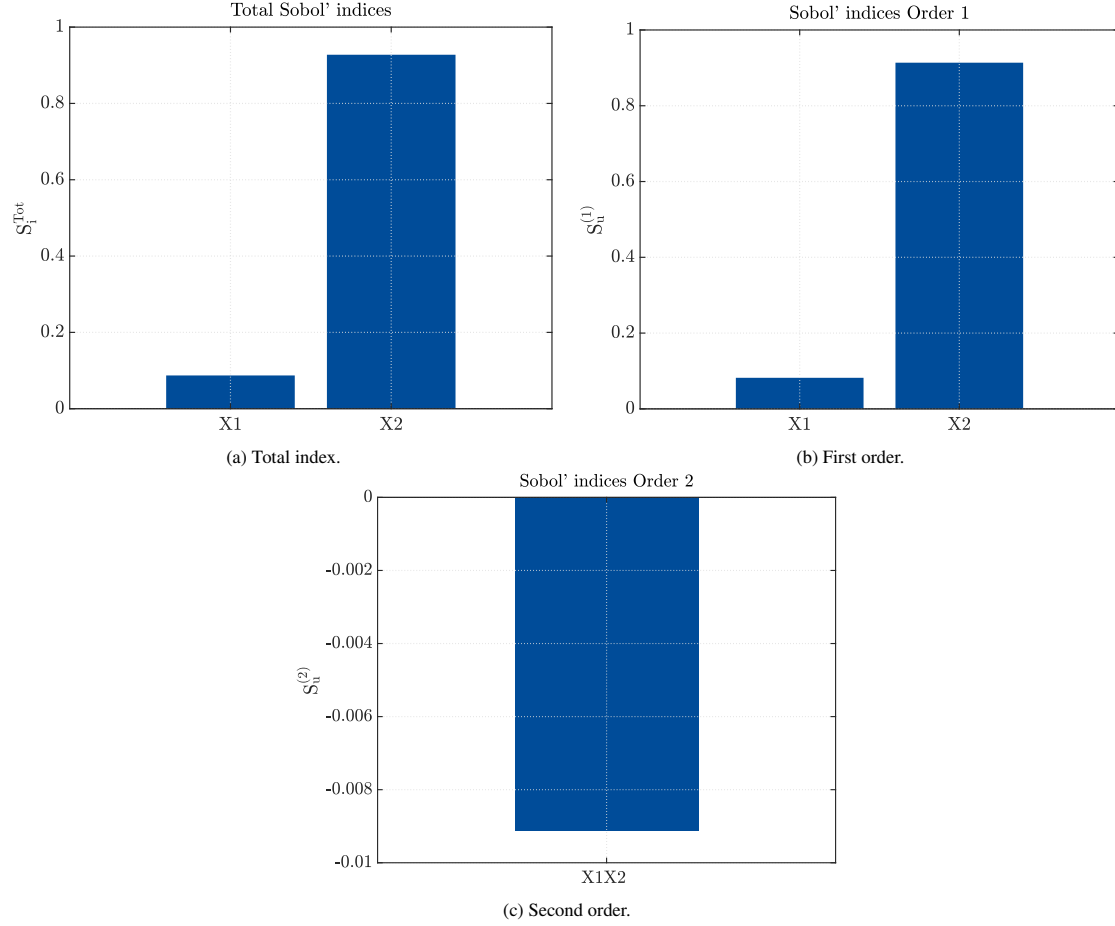 Total Sobol' indices
1
0.8
0.6
0.4
0.2
0
S_i^Tot
X1 X2
(a) Total index.
Sobol' indices Order 1
1
0.8
0.6
0.4
0.2
0
S_u^(1)
X1 X2
(b) First order.
Sobol' indices Order 2
0
-0.002
-0.004
-0.006
-0.008
-0.01
S_u^(2)
X1X2
(c) Second order.